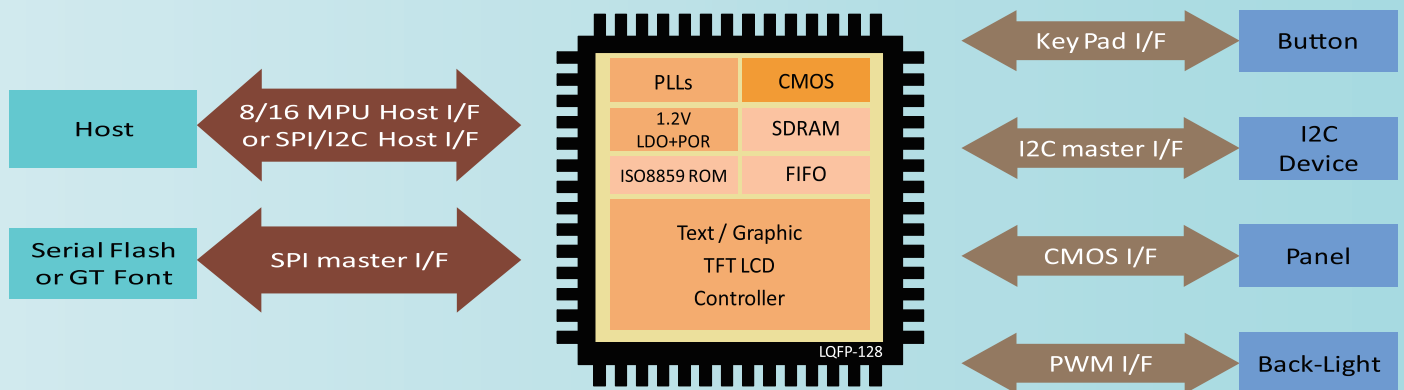 Host
8/16 MPU Host I/F
or SPI/I2C Host I/F
Serial Flash
or GT Font
SPI master I/F
PLLs
CMOS
1.2V
LDO+POR
SDRAM
ISO8859 ROM
FIFO
Text / Graphic
TFT LCD
Controller
LQFP-128
Key Pad I/F
Button
I2C master I/F
I2C
Device
CMOS I/F
Panel
PWM I/F
Back-Light